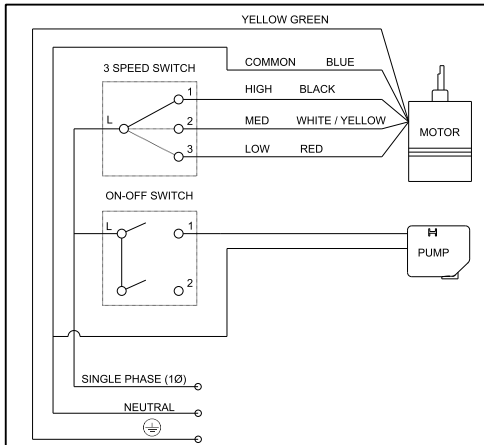 YELLOW GREEN
3 SPEED SWITCH
COMMON BLUE
HIGH BLACK
L 1
2 MED WHITE / YELLOW
3 LOW RED
MOTOR
ON-OFF SWITCH
L 1
2
PUMP
SINGLE PHASE (1Ø)
NEUTRAL